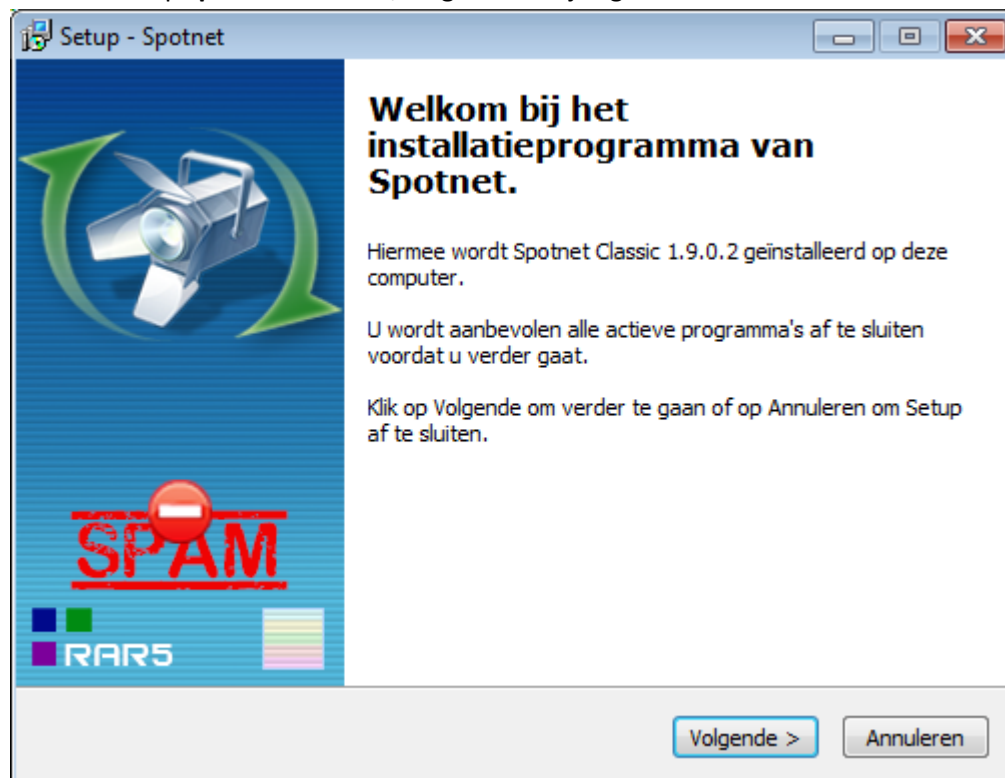 Setup - Spotnet
Welkom bij het
installatieprogramma van
Spotnet.
Hiermee wordt Spotnet Classic 1.9.0.2 geïnstalleerd op deze
computer.
U wordt aanbevolen alle actieve programma's af te sluiten
voordat u verder gaat.
Klik op Volgende om verder te gaan of op Annuleren om Setup
af te sluiten.
SPAM
RAR5
Volgende >
Annuleren